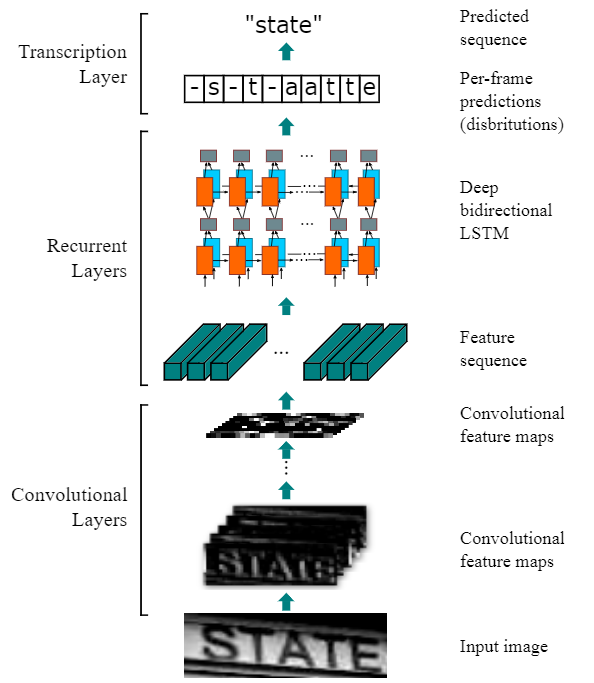 "state"
Predicted
sequence
Transcription
Layer
-s-t-aatte
Per-frame
predictions
(disbritutions)
Deep
bidirectional
LSTM
...
...
Recurrent
Layers
Feature
sequence
...
Convolutional
feature maps
...
Convolutional
Layers
STATE
Convolutional
feature maps
STATE
Input image